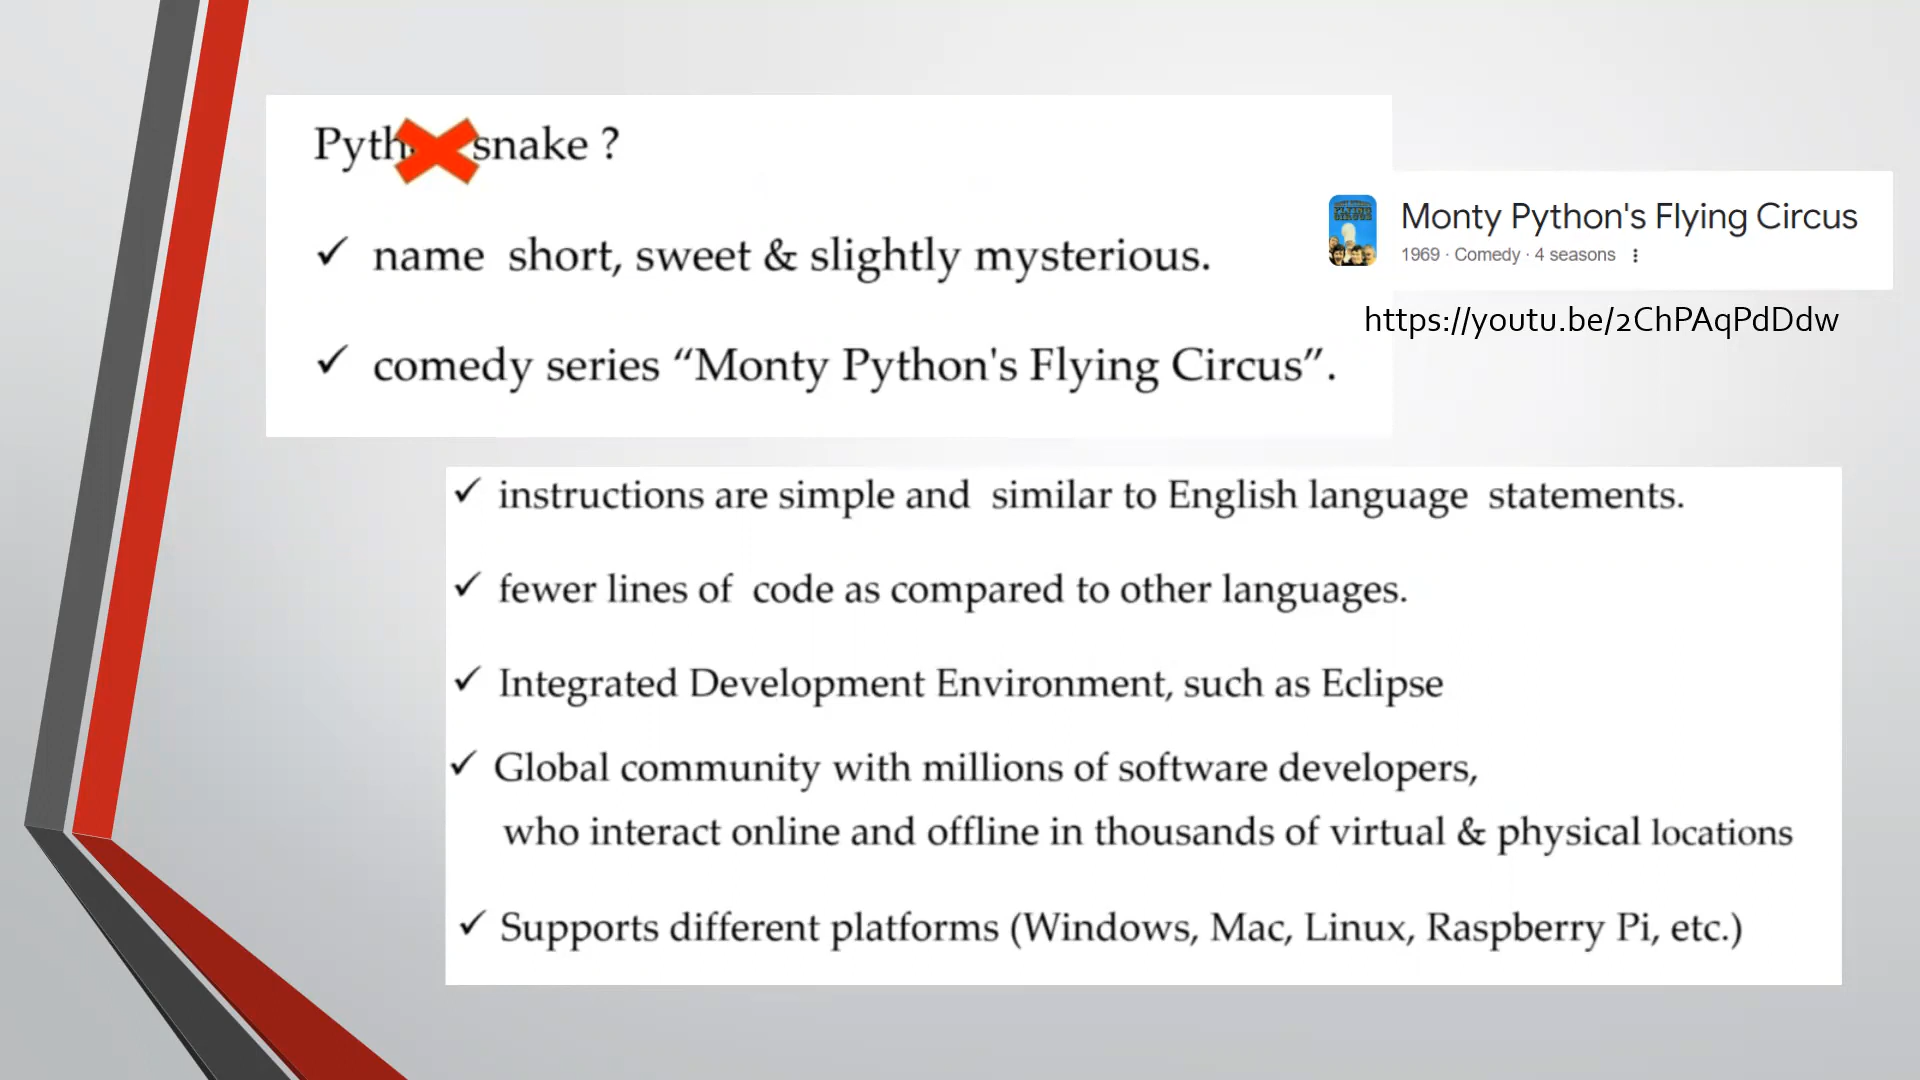 Pyth snake ?
✓ name short, sweet & slightly mysterious.
✓ comedy series “Monty Python's Flying Circus”.
Monty Python's Flying Circus
1969 · Comedy · 4 seasons
https://youtu.be/2ChPAqPdDdw
✓ instructions are simple and similar to English language statements.
✓ fewer lines of code as compared to other languages.
✓ Integrated Development Environment, such as Eclipse
✓ Global community with millions of software developers,
who interact online and offline in thousands of virtual & physical locations
✓ Supports different platforms (Windows, Mac, Linux, Raspberry Pi, etc.)